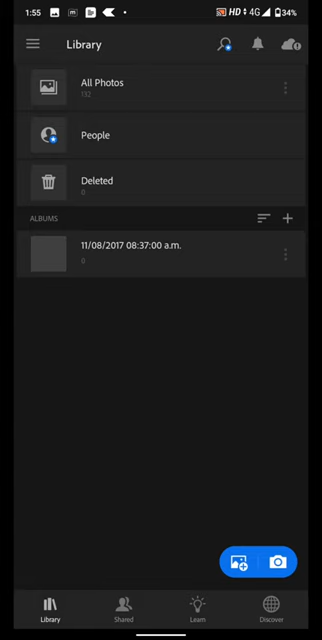 1:55 HD 4G 34%
Library
All Photos
132
People
Deleted
0
ALBUMS
11/08/2017 08:37:00 a.m.
0
Library Shared Learn Discover